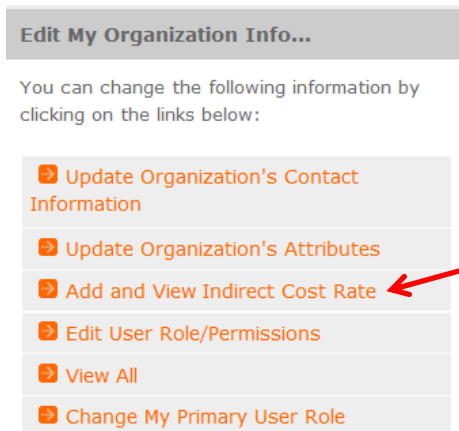 Edit My Organization Info...
You can change the following information by
clicking on the links below:
Update Organization's Contact
Information
Update Organization's Attributes
Add and View Indirect Cost Rate
Edit User Role/Permissions
View All
Change My Primary User Role